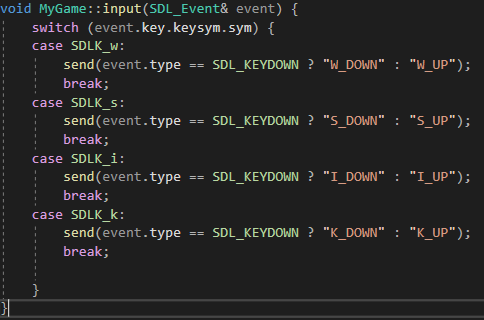 void MyGame::input(SDL_Event& event) {
switch (event.key.keysym.sym) {
case SDLK_w:
send(event.type == SDL_KEYDOWN ? "W_DOWN" : "W_UP");
break;
case SDLK_s:
send(event.type == SDL_KEYDOWN ? "S_DOWN" : "S_UP");
break;
case SDLK_i:
send(event.type == SDL_KEYDOWN ? "I_DOWN" : "I_UP");
break;
case SDLK_k:
send(event.type == SDL_KEYDOWN ? "K_DOWN" : "K_UP");
break;
}
}